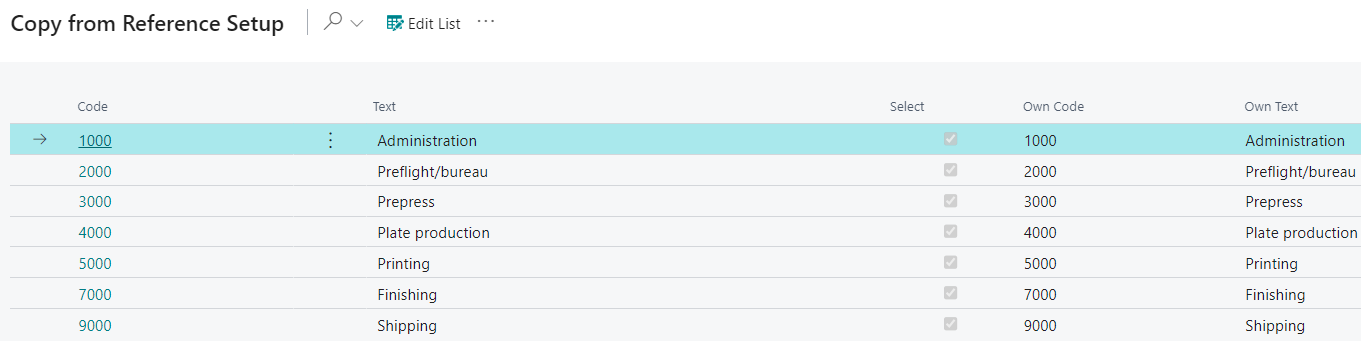 Copy from Reference Setup Edit List ...
Code Text Select Own Code Own Text
1000 Administration 1000 Administration
2000 Preflight/bureau 2000 Preflight/bureau
3000 Prepress 3000 Prepress
4000 Plate production 4000 Plate production
5000 Printing 5000 Printing
7000 Finishing 7000 Finishing
9000 Shipping 9000 Shipping